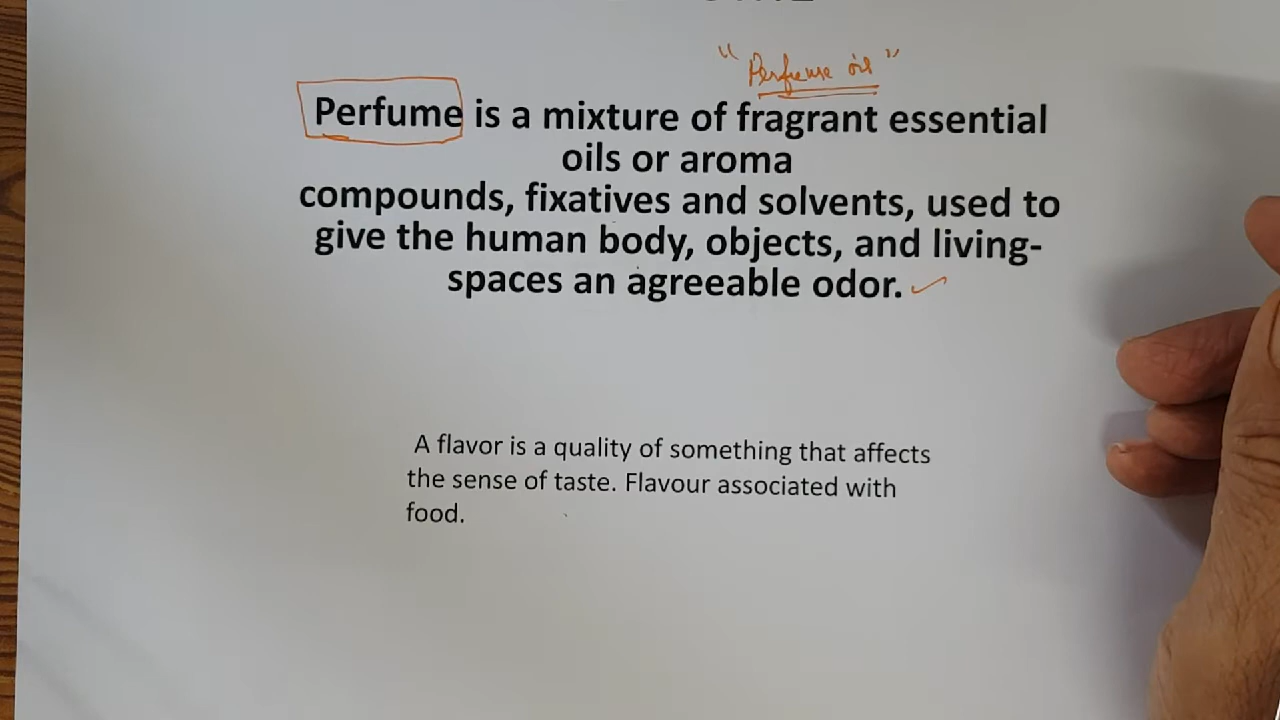 "Perfume oil"
Perfume is a mixture of fragrant essential
oils or aroma
compounds, fixatives and solvents, used to
give the human body, objects, and living-
spaces an agreeable odor.
A flavor is a quality of something that affects
the sense of taste. Flavour associated with
food.